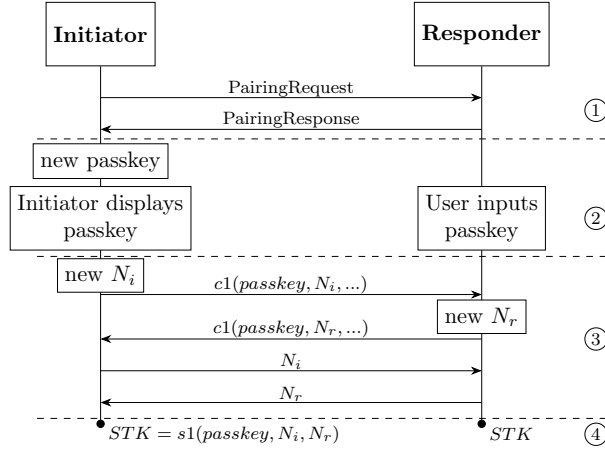 Initiator
Responder
PairingRequest
PairingResponse
①
new passkey
Initiator displays
passkey
User inputs
passkey
②
new N_i
c1(passkey, N_i, ...)
new N_r
c1(passkey, N_r, ...)
③
N_i
N_r
STK = s1(passkey, N_i, N_r)
STK
④